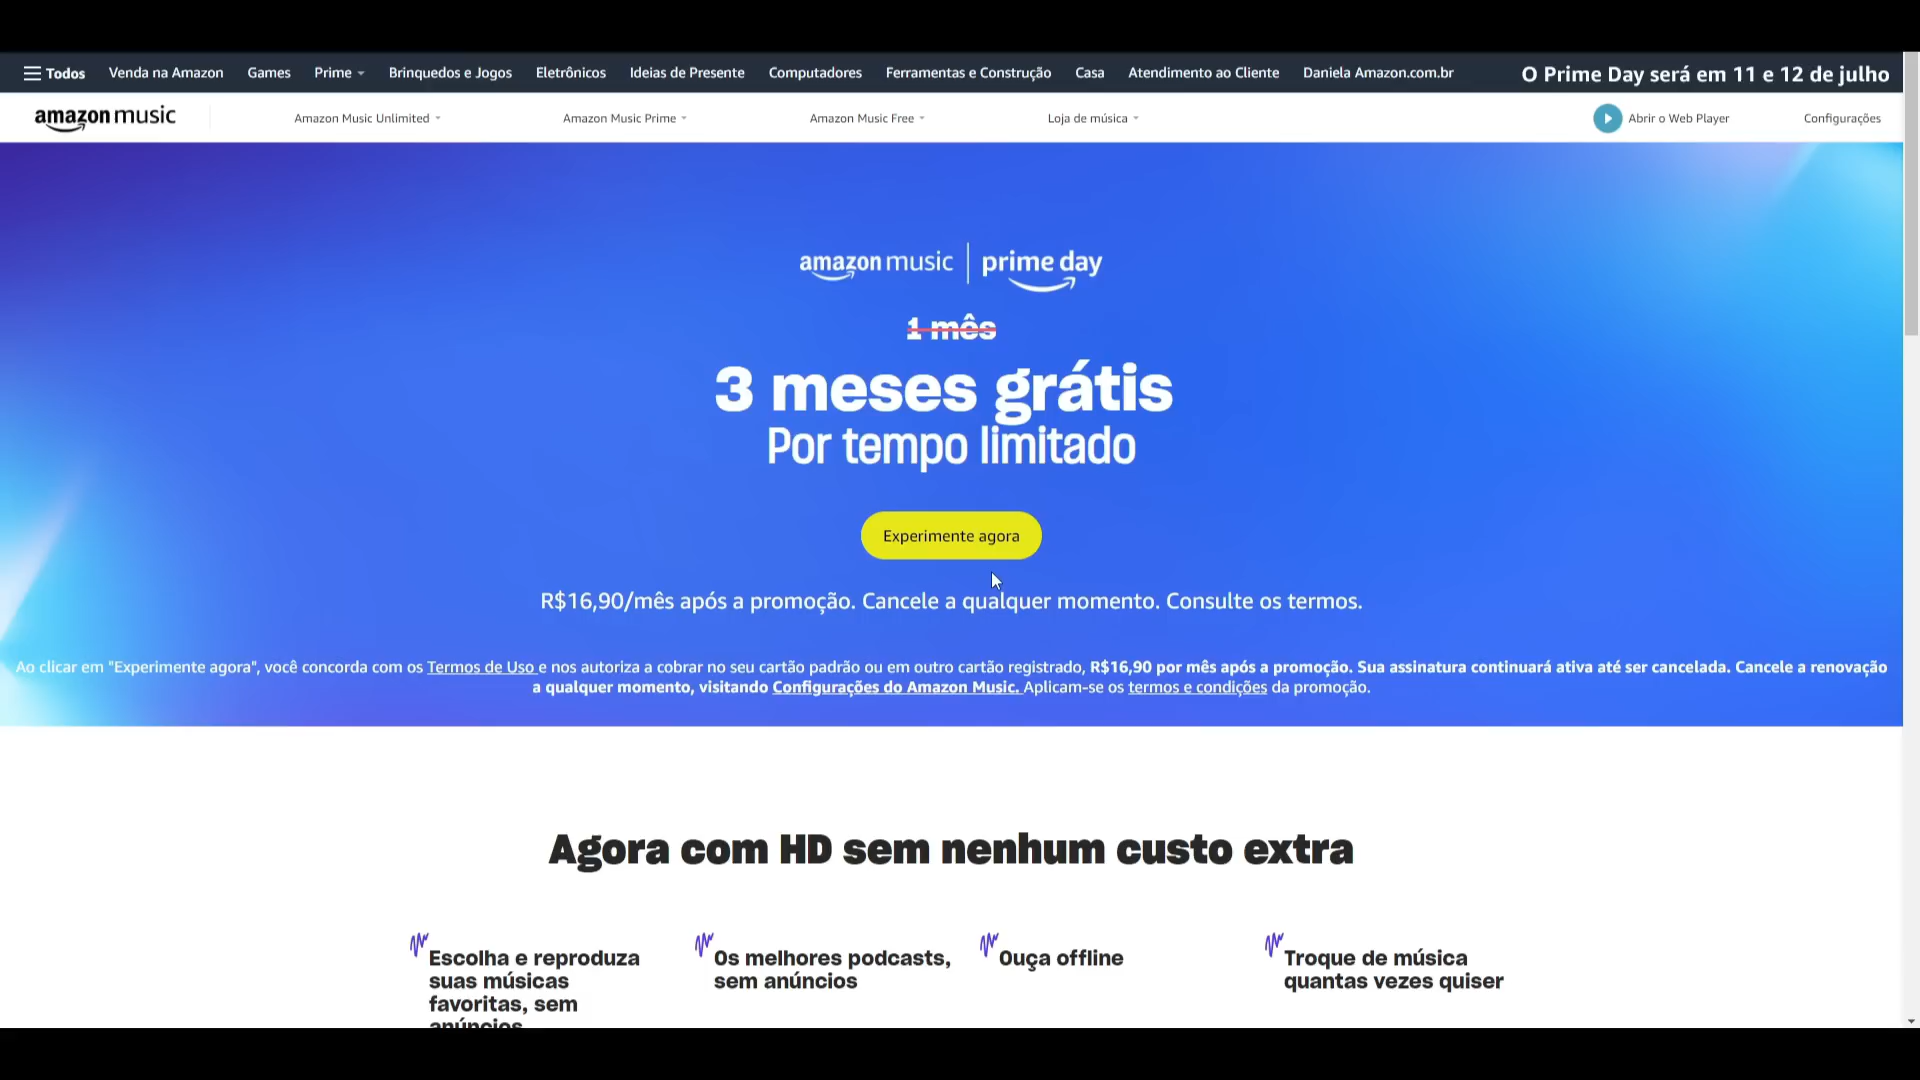 Todos Venda na Amazon Games Prime Brinquedos e Jogos Eletrônicos Ideias de Presente Computadores Ferramentas e Construção Casa Atendimento ao Cliente Daniela Amazon.com.br O Prime Day será em 11 e 12 de julho
amazon music Amazon Music Unlimited Amazon Music Prime Amazon Music Free Loja de música Abrir o Web Player Configurações
amazon music prime day
1 mês
3 meses grátis
Por tempo limitado
Experimente agora
R$16,90/mês após a promoção. Cancele a qualquer momento. Consulte os termos.
Ao clicar em "Experimente agora", você concorda com os Termos de Uso e nos autoriza a cobrar no seu cartão padrão ou em outro cartão registrado, R$16,90 por mês após a promoção. Sua assinatura continuará ativa até ser cancelada. Cancele a renovação
a qualquer momento, visitando Configurações do Amazon Music. Aplicam-se os termos e condições da promoção.
Agora com HD sem nenhum custo extra
Escolha e reproduza
suas músicas
favoritas, sem
anúncios
Os melhores podcasts,
sem anúncios
Ouça offline
Troque de música
quantas vezes quiser